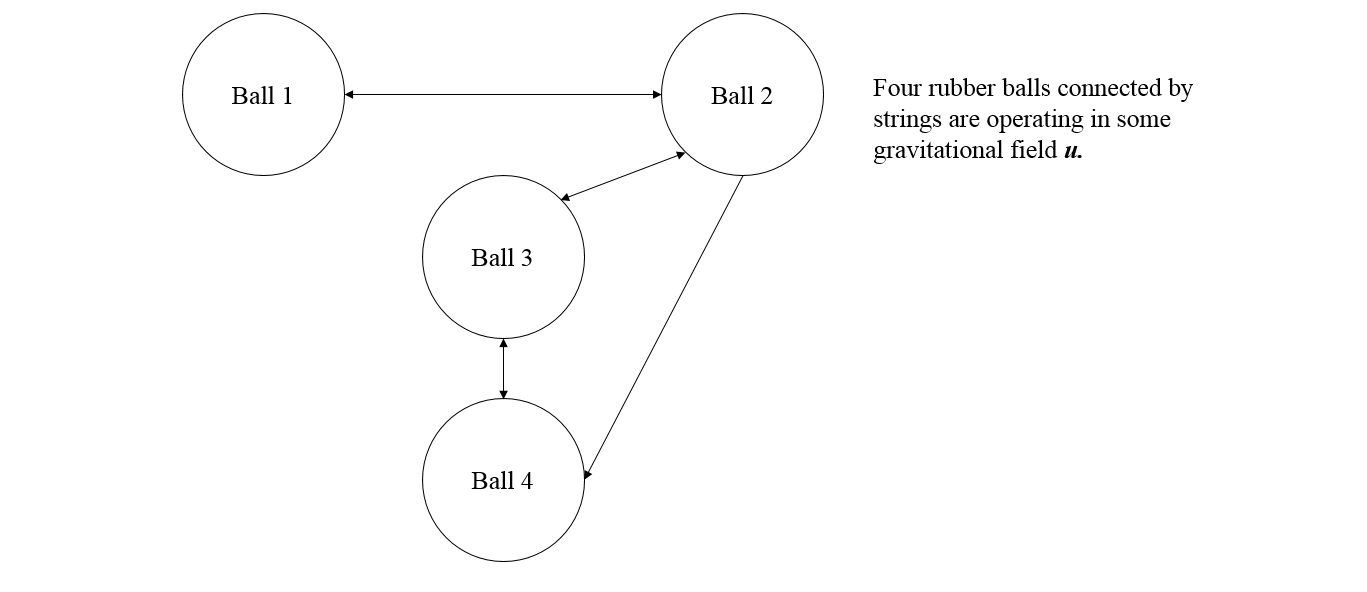 Ball 1
Ball 2
Four rubber balls connected by
strings are operating in some
gravitational field u.
Ball 3
Ball 4